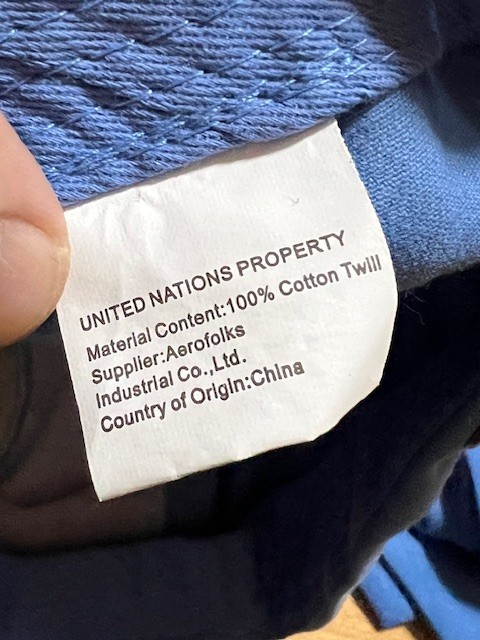 UNITED NATIONS PROPERTY
Material Content:100% Cotton Twill
Supplier:Aerofolks
Industrial Co.,Ltd.
Country of Origin:China